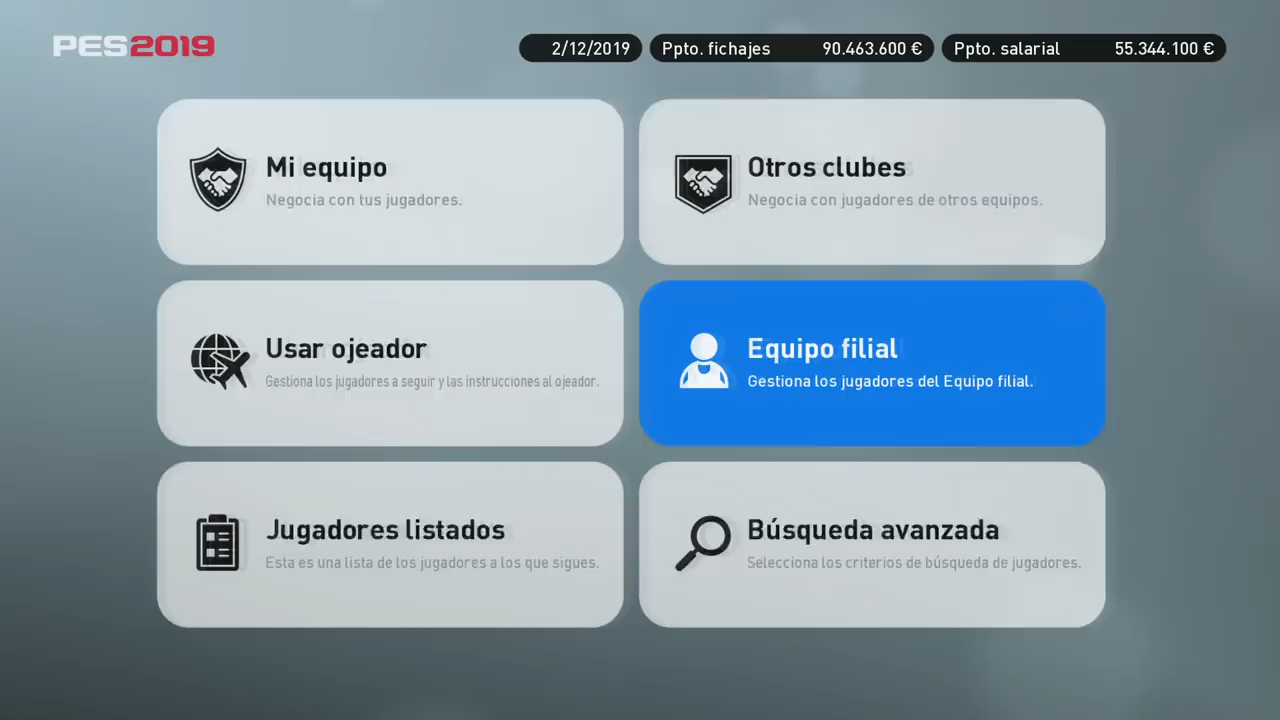 PES2019
2/12/2019 Ppto. fichajes 90.463.600 € Ppto. salarial 55.344.100 €
Mi equipo
Negocia con tus jugadores.
Otros clubes
Negocia con jugadores de otros equipos.
Usar ojeador
Gestiona los jugadores a seguir y las instrucciones al ojeador.
Equipo filial
Gestiona los jugadores del Equipo filial.
Jugadores listados
Esta es una lista de los jugadores a los que sigues.
Búsqueda avanzada
Selecciona los criterios de búsqueda de jugadores.